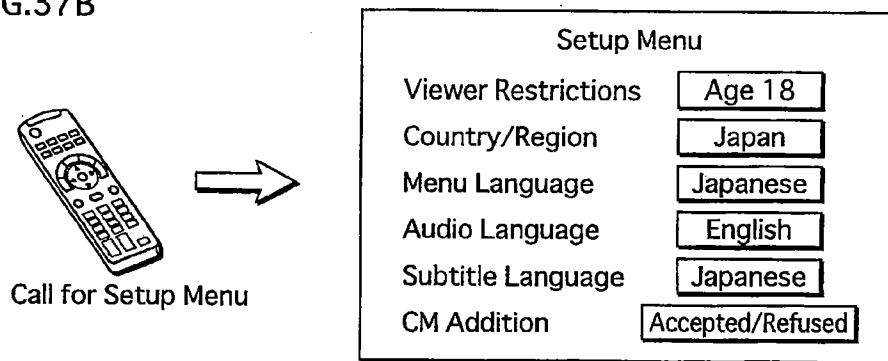 G.37B
Setup Menu
Viewer Restrictions Age 18
Country/Region Japan
Menu Language Japanese
Audio Language English
Subtitle Language Japanese
CM Addition Accepted/Refused
Call for Setup Menu